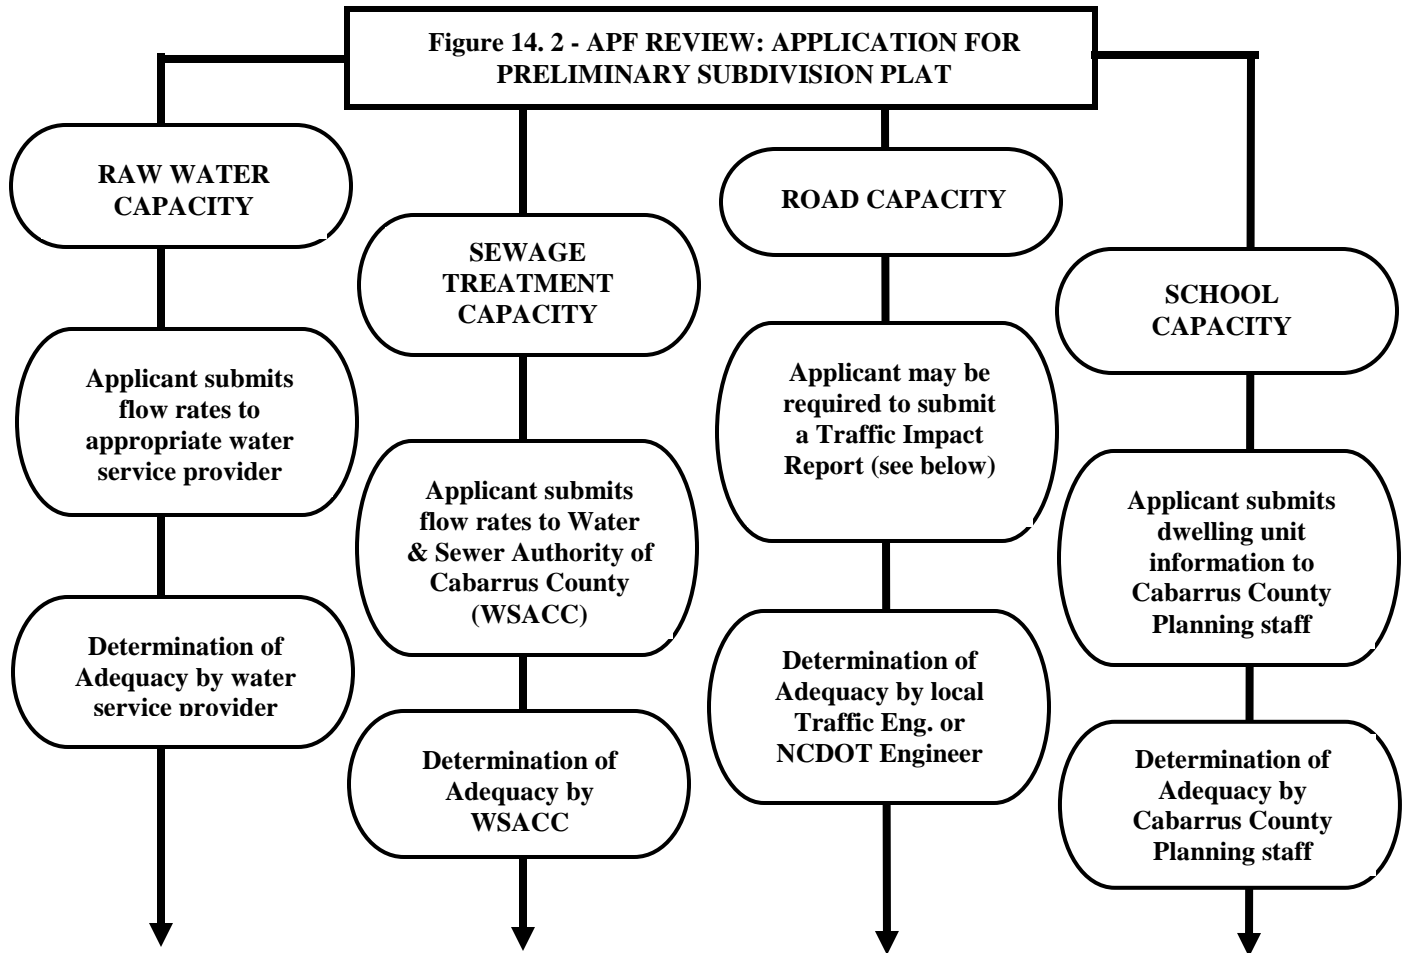 Figure 14. 2 - APF REVIEW: APPLICATION FOR
PRELIMINARY SUBDIVISION PLAT
RAW WATER
CAPACITY
Applicant submits
flow rates to
appropriate water
service provider
Determination of
Adequacy by water
service provider
SEWAGE
TREATMENT
CAPACITY
Applicant submits
flow rates to Water
& Sewer Authority of
Cabarrus County
(WSACC)
Determination of
Adequacy by
WSACC
ROAD CAPACITY
Applicant may be
required to submit
a Traffic Impact
Report (see below)
Determination of
Adequacy by local
Traffic Eng. or
NCDOT Engineer
SCHOOL
CAPACITY
Applicant submits
dwelling unit
information to
Cabarrus County
Planning staff
Determination of
Adequacy by
Cabarrus County
Planning staff